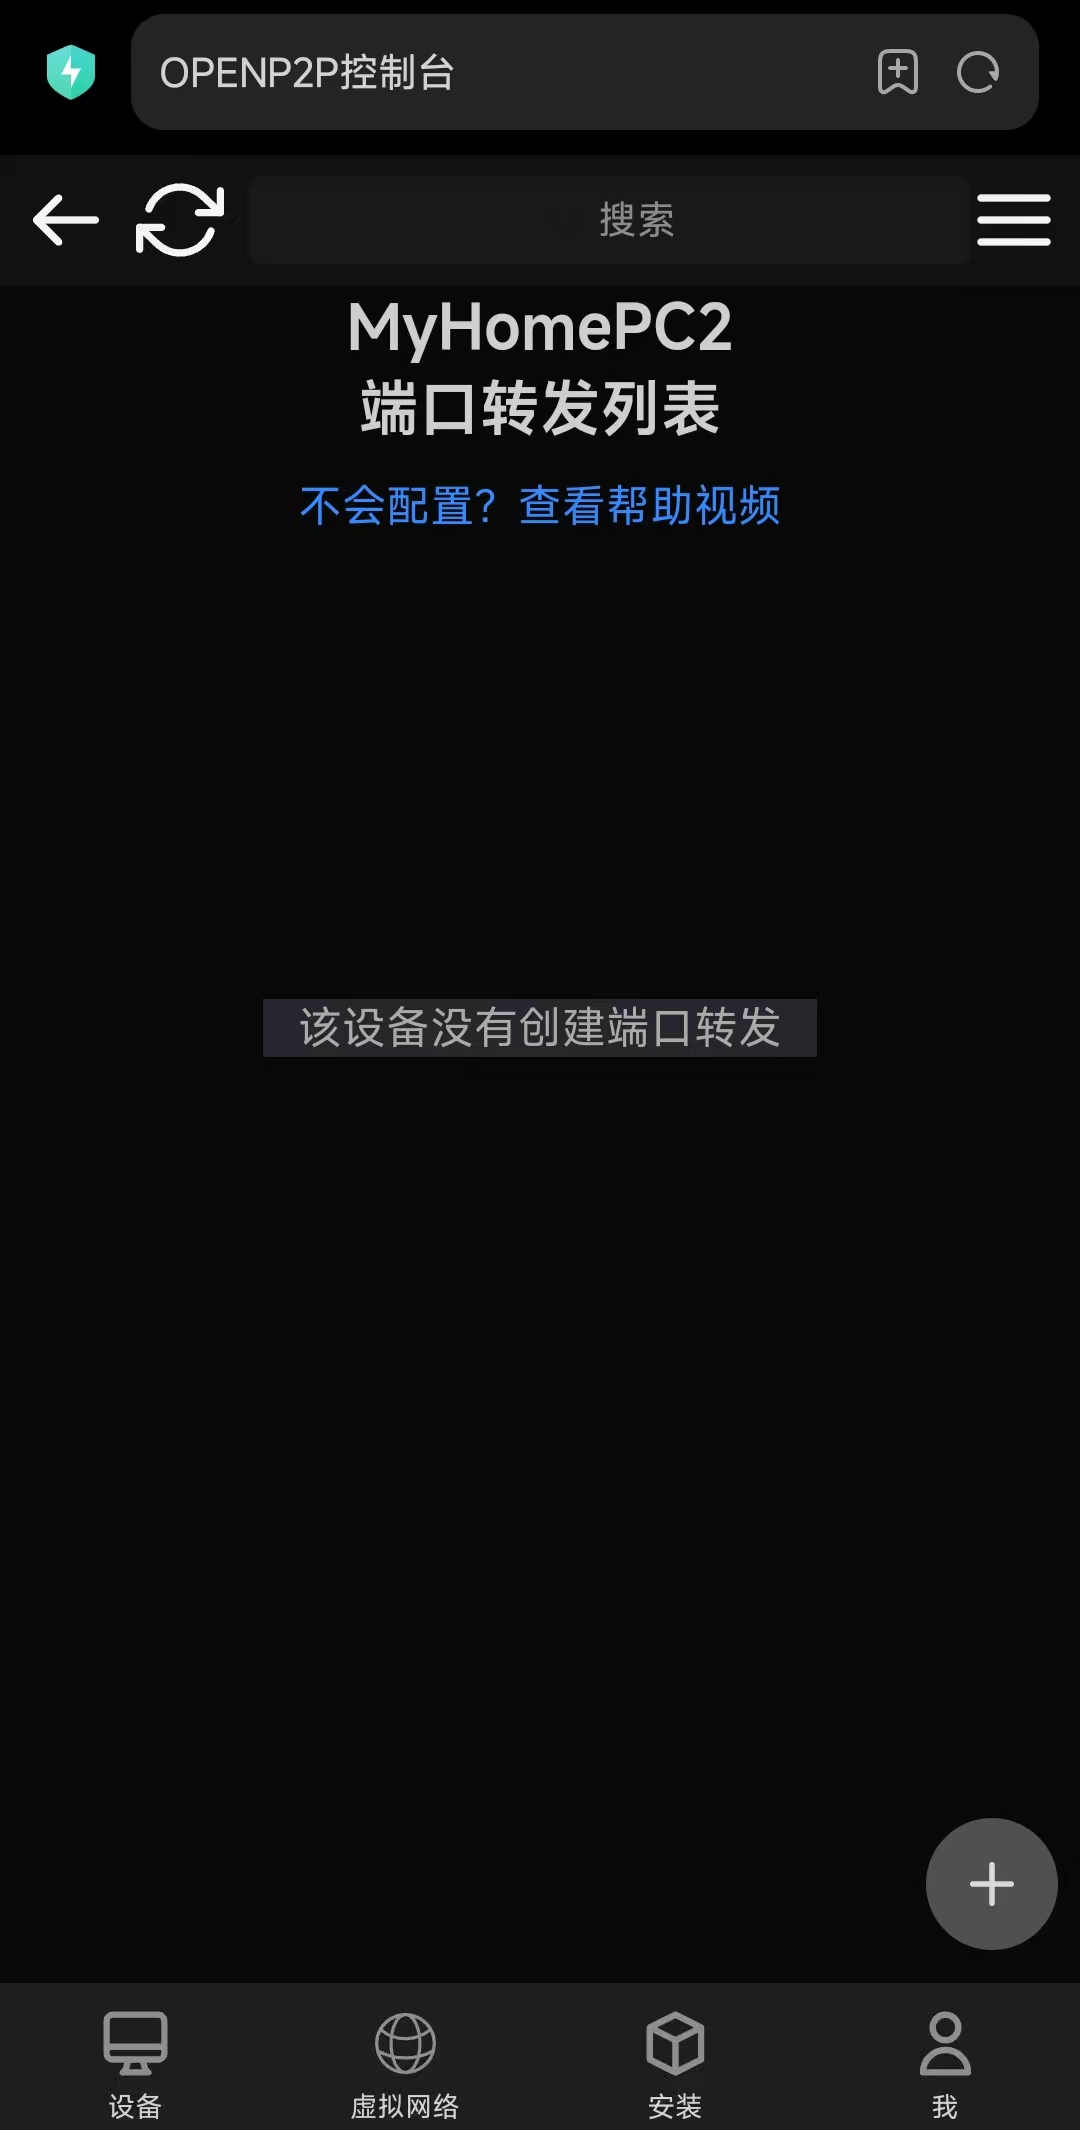 OPENP2P控制台
搜索
MyHomePC2
端口转发列表
不会配置？查看帮助视频
该设备没有创建端口转发
设备
虚拟网络
安装
我